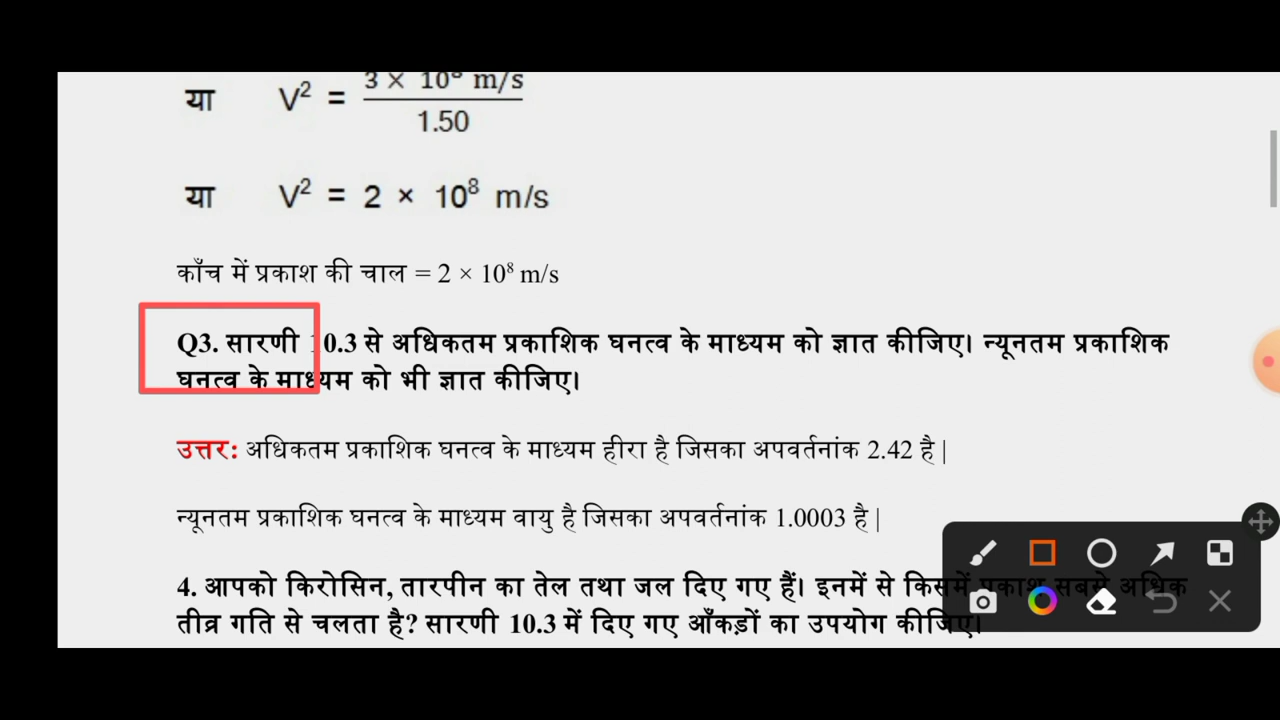 या V² = 3 × 10⁸ m/s / 1.50
या V² = 2 × 10⁸ m/s
काँच में प्रकाश की चाल = 2 × 10⁸ m/s
Q3. सारणी 10.3 से अधिकतम प्रकाशिक घनत्व के माध्यम को ज्ञात कीजिए। न्यूनतम प्रकाशिक
घनत्व के माध्यम को भी ज्ञात कीजिए।
उत्तर: अधिकतम प्रकाशिक घनत्व के माध्यम हीरा है जिसका अपवर्तनांक 2.42 है |
न्यूनतम प्रकाशिक घनत्व के माध्यम वायु है जिसका अपवर्तनांक 1.0003 है |
4. आपको किरोसिन, तारपीन का तेल तथा जल दिए गए हैं। इनमें से किसमें प्रकाश सबसे अधिक
तीव्र गति से चलता है? सारणी 10.3 में दिए गए आँकड़ों का उपयोग कीजिए।